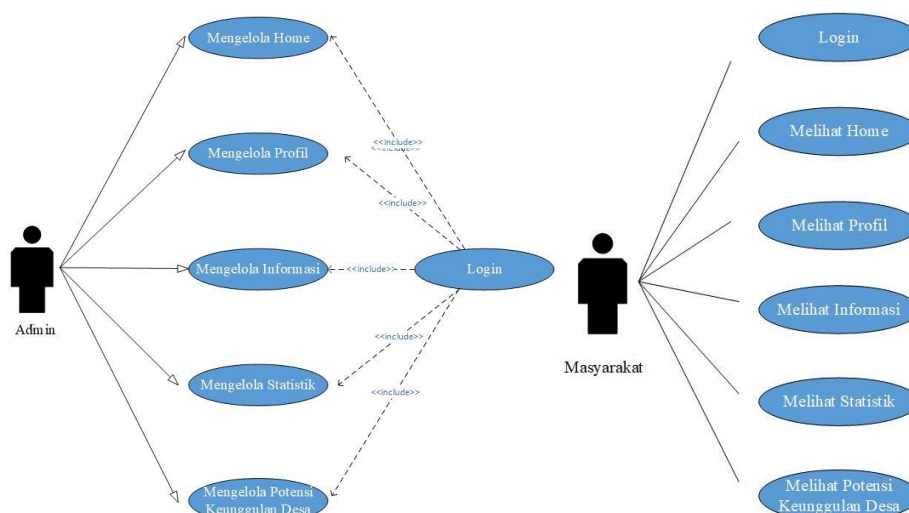 Mengelola Home
Mengelola Profil
Mengelola Informasi
Mengelola Statistik
Mengelola Potensi
Keunggulan Desa
Admin
<<include>>
<<include>>
<<include>>
<<include>>
<<include>>
<<include>>
Login
Masyarakat
Login
Melihat Home
Melihat Profil
Melihat Informasi
Melihat Statistik
Melihat Potensi
Keunggulan Desa